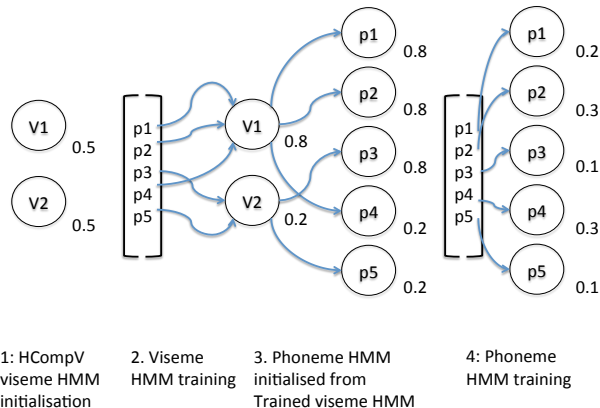 V1
0.5
V2
0.5
p1
p2
p3
p4
p5
V1
0.8
V2
0.2
p1
0.8
p2
0.8
p3
0.8
p4
0.2
p5
0.2
p1
p2
p3
p4
p5
p1
0.2
p2
0.3
p3
0.1
p4
0.3
p5
0.1
1: HCompV
viseme HMM
initialisation
2. Viseme
HMM training
3. Phoneme HMM
initialised from
Trained viseme HMM
4: Phoneme
HMM training